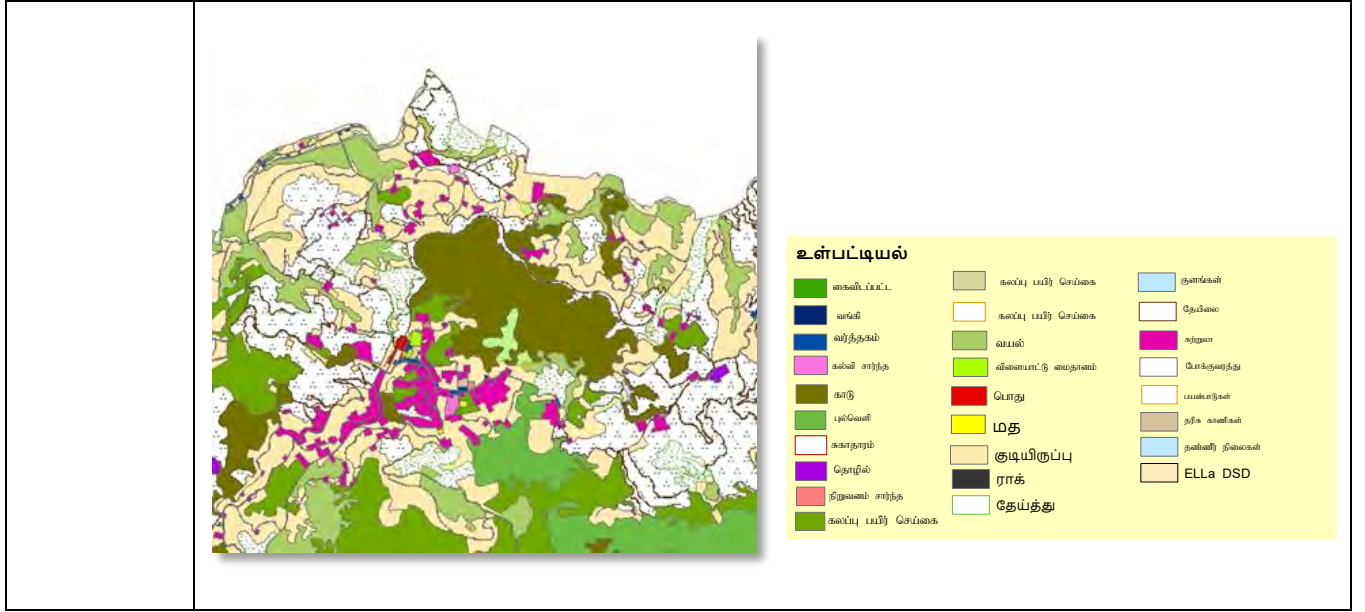 உள்பட்டியல்
கைவிடப்பட்ட
வங்கி
வர்த்தகம்
கல்வி சார்ந்த
காடு
புல்வெளி
சுகாதாரம்
தொழில்
நிறுவனம் சார்ந்த
கலப்பு பயிர் செய்கை
கலப்பு பயிர் செய்கை
கலப்பு பயிர் செய்கை
வயல்
விளையாட்டு மைதானம்
பொது
மத
குடியிருப்பு
ராக்
தேய்த்து
குளங்கள்
தேயிலை
சுற்றுலா
போக்குவரத்து
பயன்பாடுகள்
தரிசு காணிகள்
தண்ணீர் நிலைகள்
ELLa DSD